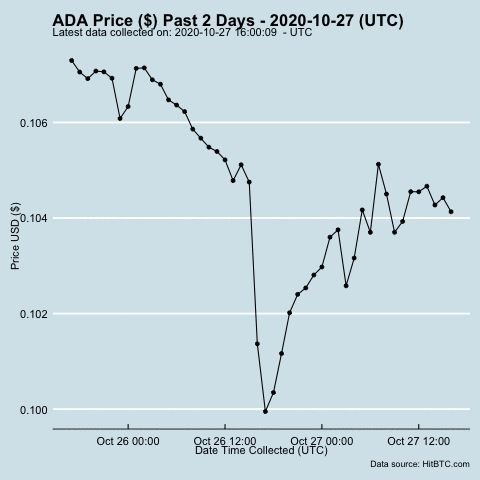 ADA Price ($) Past 2 Days - 2020-10-27 (UTC)
Latest data collected on: 2020-10-27 16:00:09  - UTC
0.106
0.104
0.102
0.100
Price USD ($)
Oct 26 00:00 Oct 26 12:00 Oct 27 00:00 Oct 27 12:00
Date Time Collected (UTC)
Data source: HitBTC.com